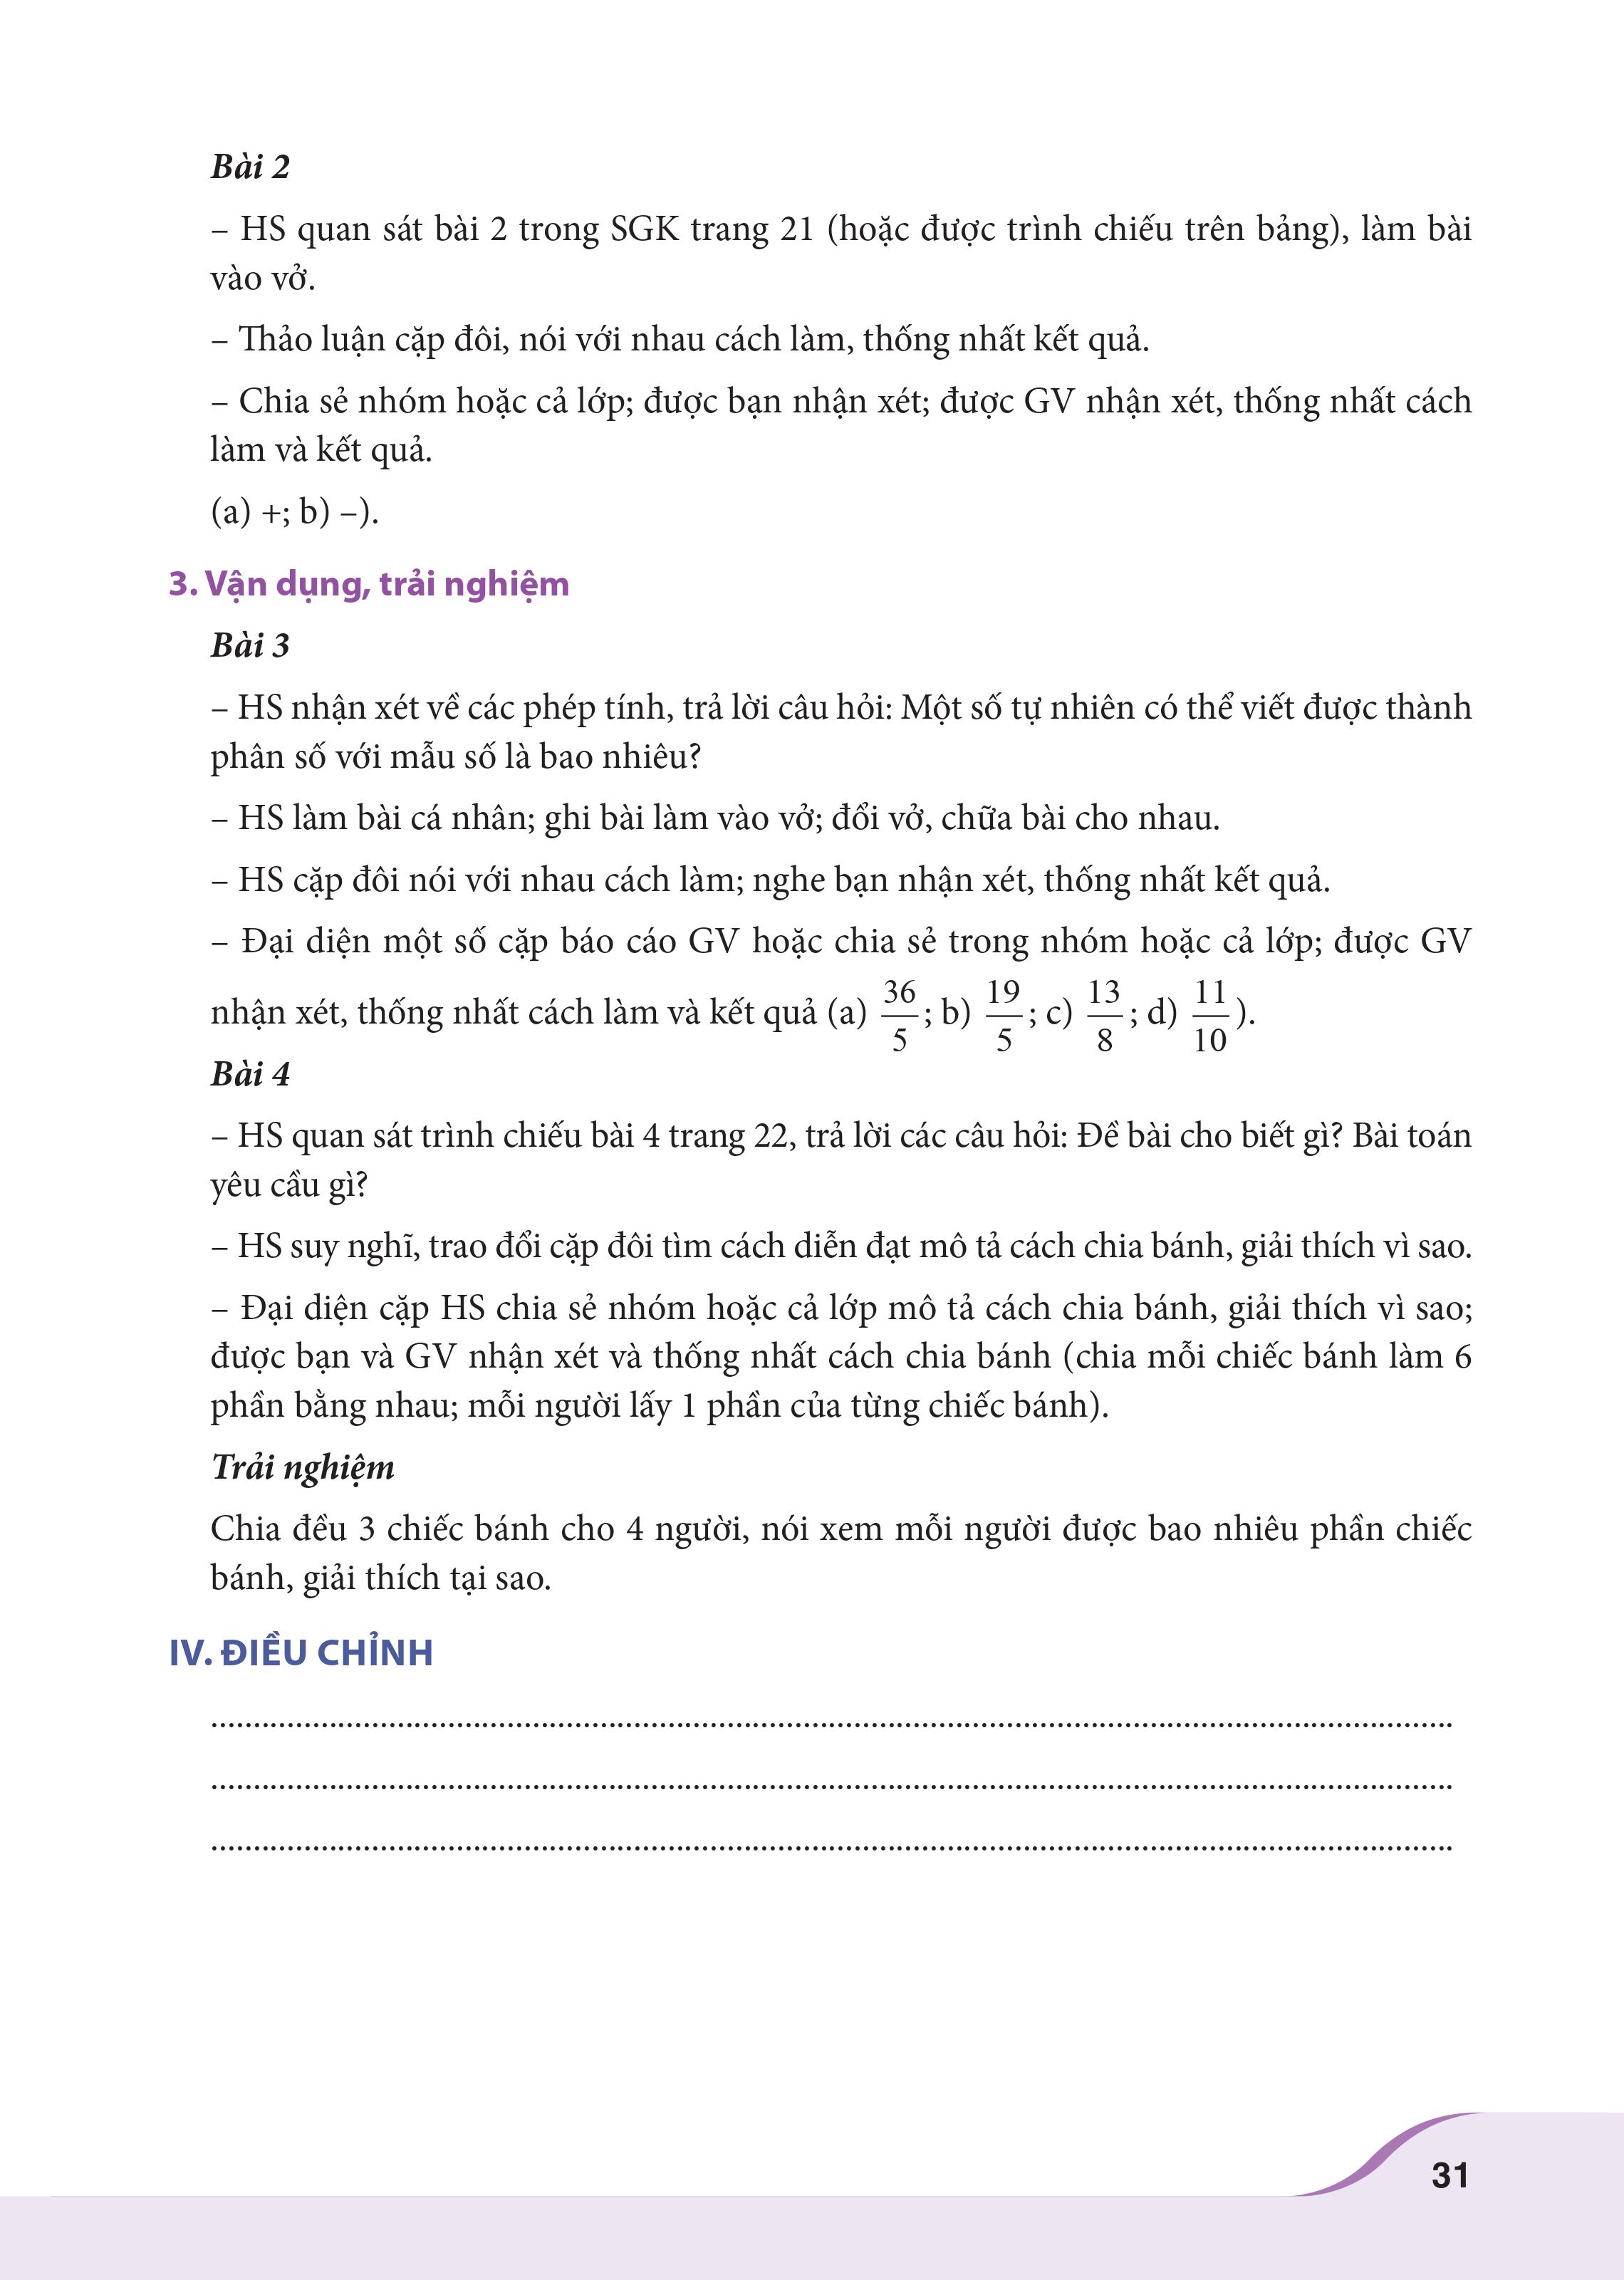 Bài 2
– HS quan sát bài 2 trong SGK trang 21 (hoặc được trình chiếu trên bảng), làm bài
vào vở.
– Thảo luận cặp đôi, nói với nhau cách làm, thống nhất kết quả.
– Chia sẻ nhóm hoặc cả lớp; được bạn nhận xét; được GV nhận xét, thống nhất cách
làm và kết quả.
(a) +; b) –).
3. Vận dụng, trải nghiệm
Bài 3
– HS nhận xét về các phép tính, trả lời câu hỏi: Một số tự nhiên có thể viết được thành
phân số với mẫu số là bao nhiêu?
– HS làm bài cá nhân; ghi bài làm vào vở; đổi vở, chữa bài cho nhau.
– HS cặp đôi nói với nhau cách làm; nghe bạn nhận xét, thống nhất kết quả.
– Đại diện một số cặp báo cáo GV hoặc chia sẻ trong nhóm hoặc cả lớp; được GV
nhận xét, thống nhất cách làm và kết quả (a) 36/5; b) 19/5; c) 13/8; d) 11/10).
Bài 4
– HS quan sát trình chiếu bài 4 trang 22, trả lời các câu hỏi: Đề bài cho biết gì? Bài toán
yêu cầu gì?
– HS suy nghĩ, trao đổi cặp đôi tìm cách diễn đạt mô tả cách chia bánh, giải thích vì sao.
– Đại diện cặp HS chia sẻ nhóm hoặc cả lớp mô tả cách chia bánh, giải thích vì sao;
được bạn và GV nhận xét và thống nhất cách chia bánh (chia mỗi chiếc bánh làm 6
phần bằng nhau; mỗi người lấy 1 phần của từng chiếc bánh).
Trải nghiệm
Chia đều 3 chiếc bánh cho 4 người, nói xem mỗi người được bao nhiêu phần chiếc
bánh, giải thích tại sao.
IV. ĐIỀU CHỈNH
31